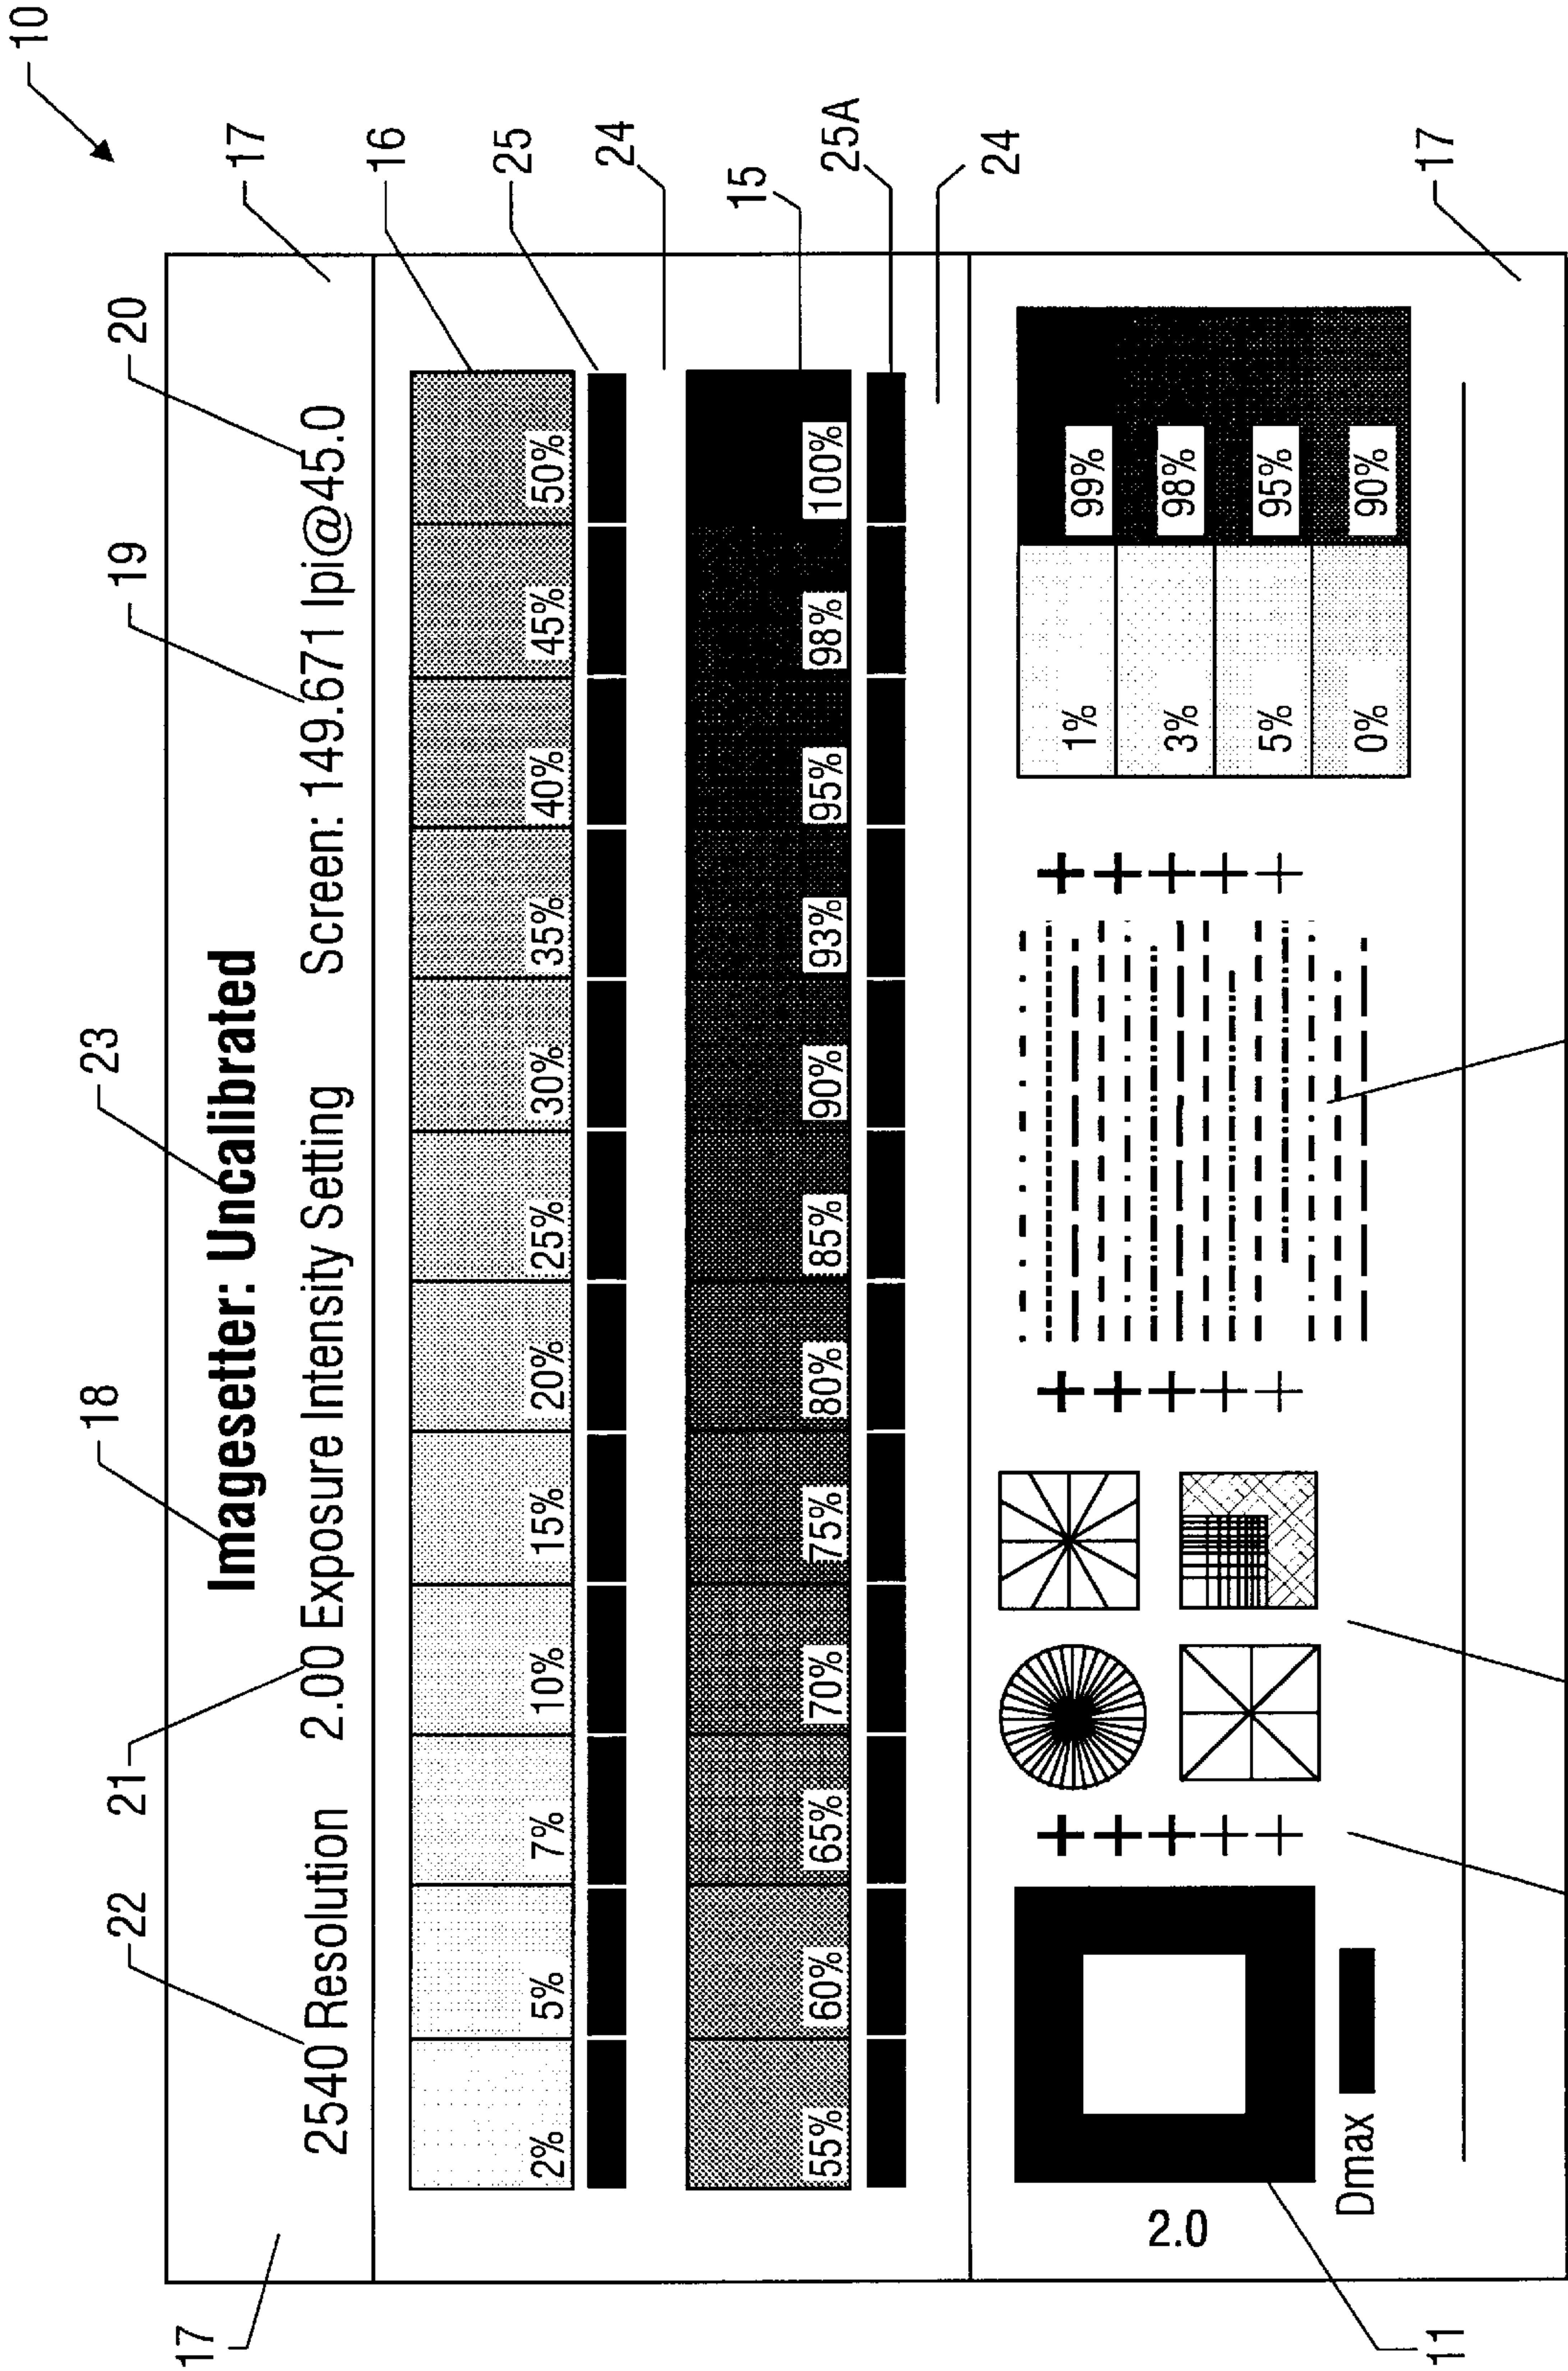 10
18 23 19 20
22 21 17 17
Imagesetter: Uncalibrated
2540 Resolution 2.00 Exposure Intensity Setting Screen: 149.671 lpi@45.0
16
2% 5% 7% 10% 15% 20% 25% 30% 35% 40% 45% 50%
25
24
15
55% 60% 65% 70% 75% 80% 85% 90% 93% 95% 98% 100%
25A
24
2.0
Dmax
1% 99%
3% 98%
5% 95%
0% 90%
17
11